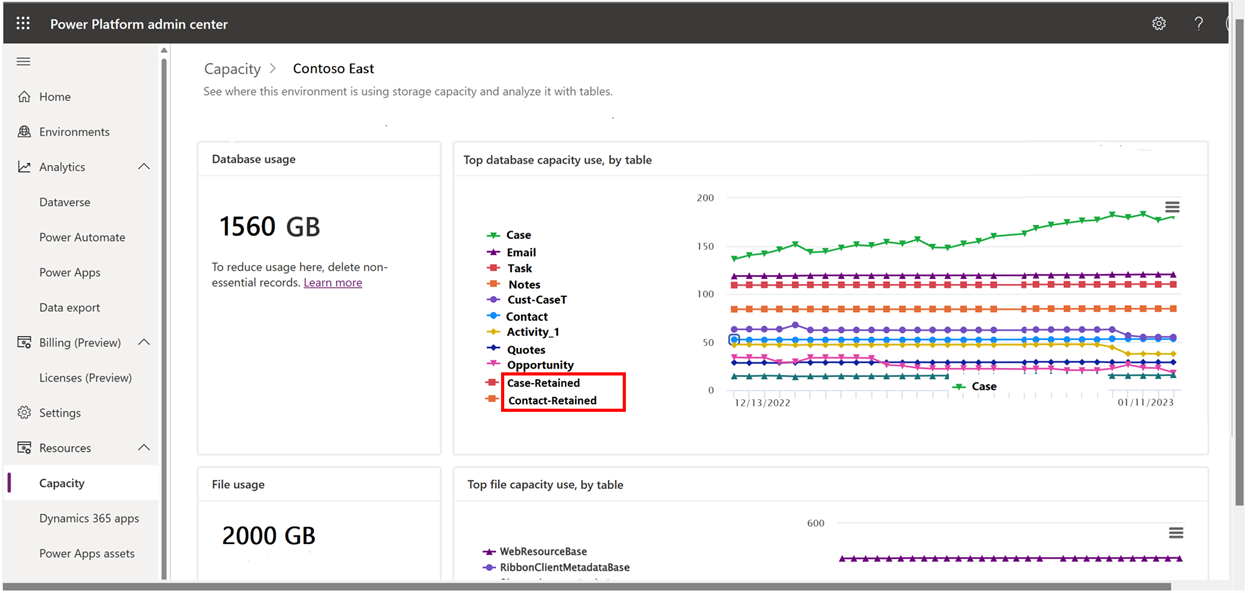 Power Platform admin center
?
Home
Environments
Analytics
Dataverse
Power Automate
Power Apps
Data export
Billing (Preview)
Licenses (Preview)
Settings
Resources
Capacity
Dynamics 365 apps
Power Apps assets
Capacity > Contoso East
See where this environment is using storage capacity and analyze it with tables.
Database usage
1560 GB
To reduce usage here, delete non-
essential records. Learn more
Top database capacity use, by table
Case
Email
Task
Notes
Cust-CaseT
Contact
Activity_1
Quotes
Opportunity
Case-Retained
Contact-Retained
200
150
100
50
0
Case
12/13/2022
01/11/2023
File usage
2000 GB
Top file capacity use, by table
WebResourceBase
RibbonClientMetadataBase
600